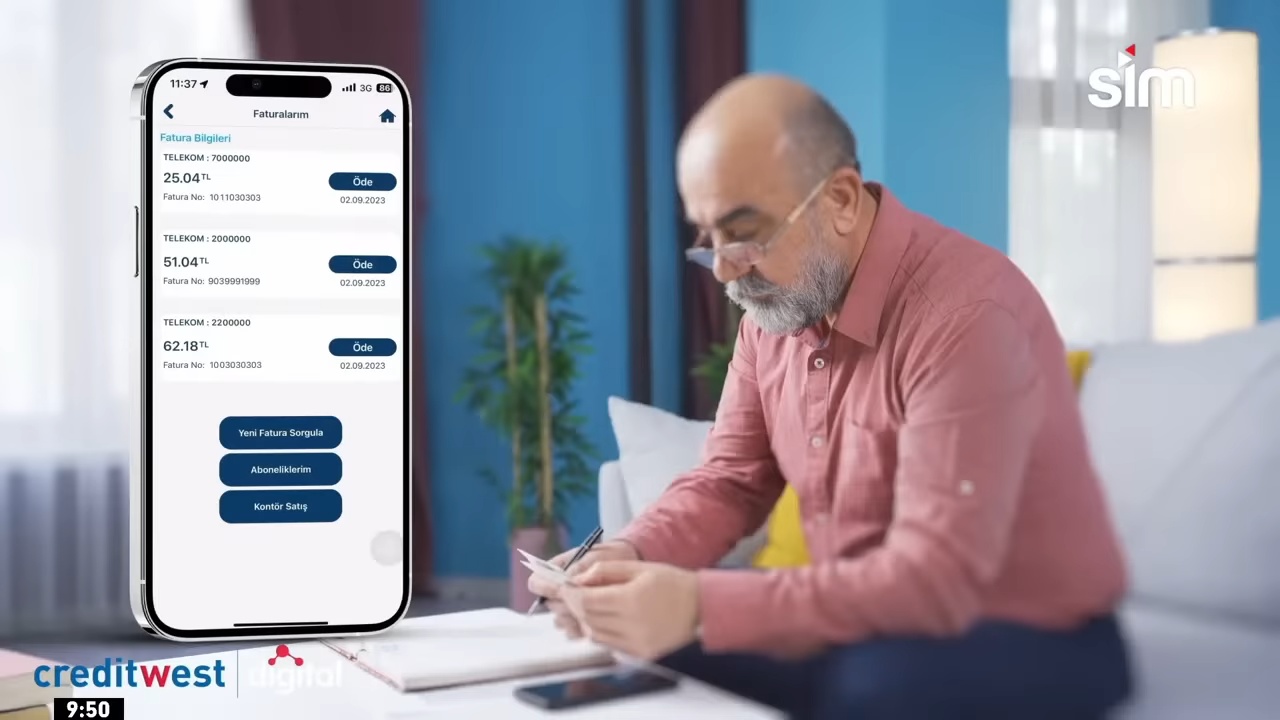 11:37
3G 86
Faturalarım
Fatura Bilgileri
TELEKOM : 7000000
25.04TL
Öde
Fatura No: 1011030303
02.09.2023
TELEKOM : 2000000
51.04TL
Öde
Fatura No: 9039991999
02.09.2023
TELEKOM : 2200000
62.18TL
Öde
Fatura No: 1003030303
02.09.2023
Yeni Fatura Sorgula
Aboneliklerim
Kontör Satış
sim
creditwest digital
9:50